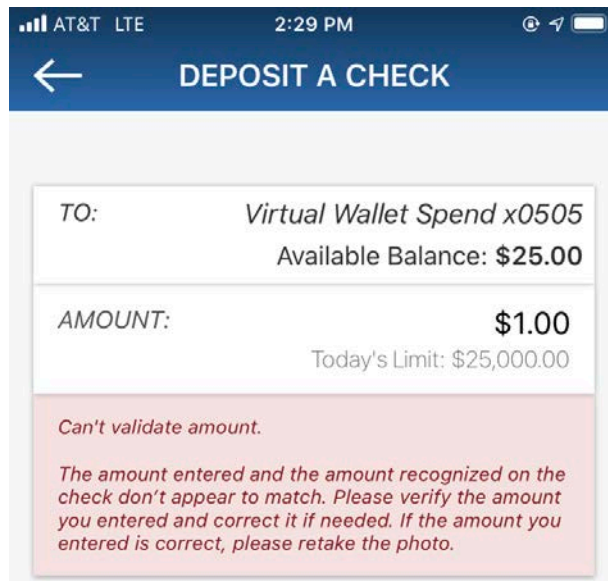 AT&T LTE 2:29 PM
DEPOSIT A CHECK
TO: Virtual Wallet Spend x0505
Available Balance: $25.00
AMOUNT: $1.00
Today's Limit: $25,000.00
Can't validate amount.
The amount entered and the amount recognized on the
check don't appear to match. Please verify the amount
you entered and correct it if needed. If the amount you
entered is correct, please retake the photo.